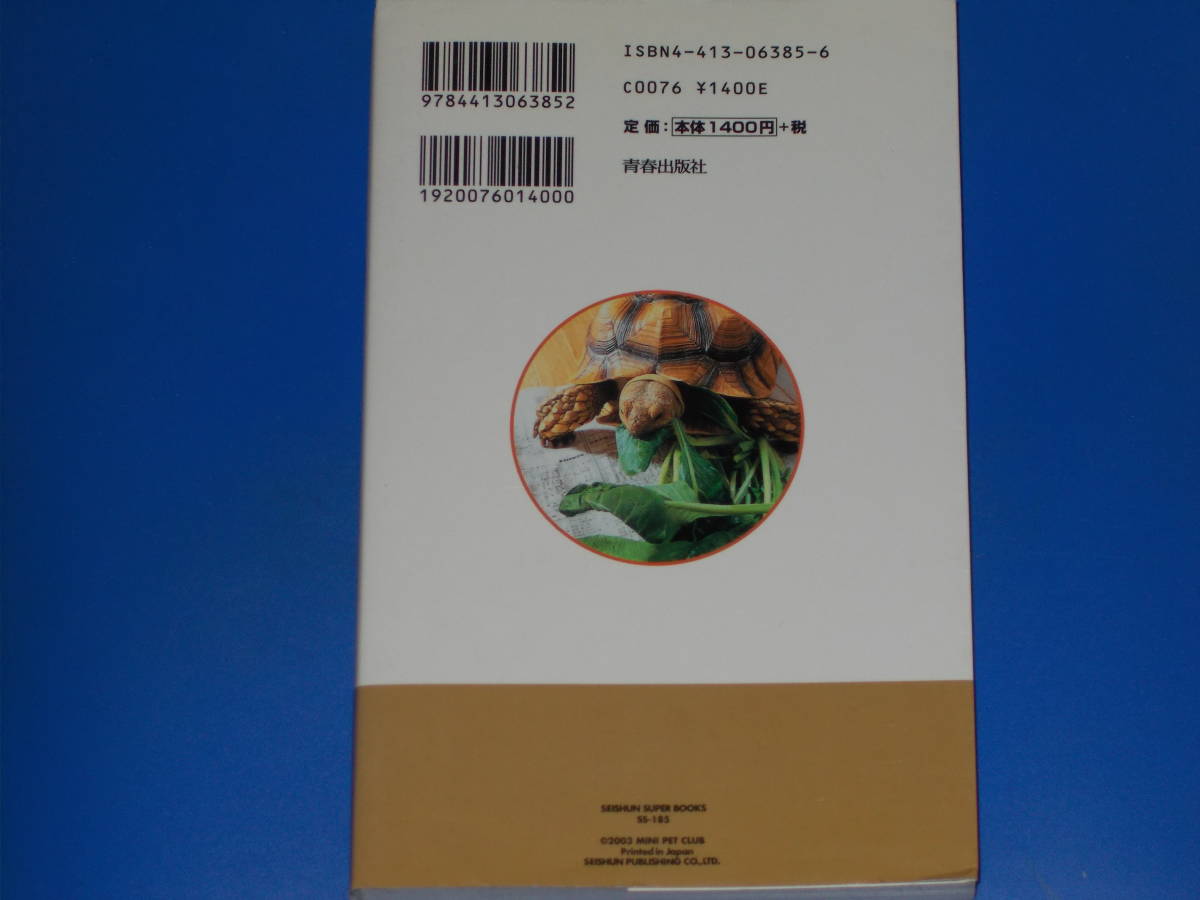 9784413063852
1920076014000
ISBN4-413-06385-6
C0076 ¥1400E
定価：本体1400円+税
青春出版社
SEISHUN SUPER BOOKS
SS-185
©2003 MINI PET CLUB
Printed in Japan
SEISHUN PUBLISHING CO.,LTD.